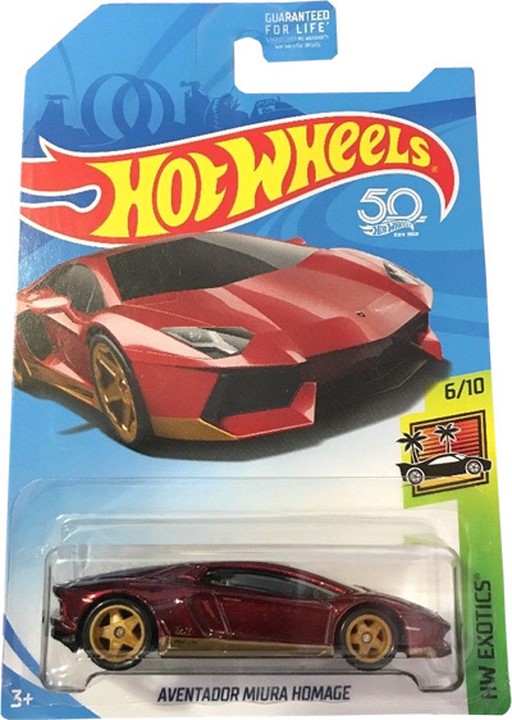 GUARANTEED
FOR LIFE
HOT WHEELS
50
6/10
HW EXOTICS
3+
AVENTADOR MIURA HOMAGE